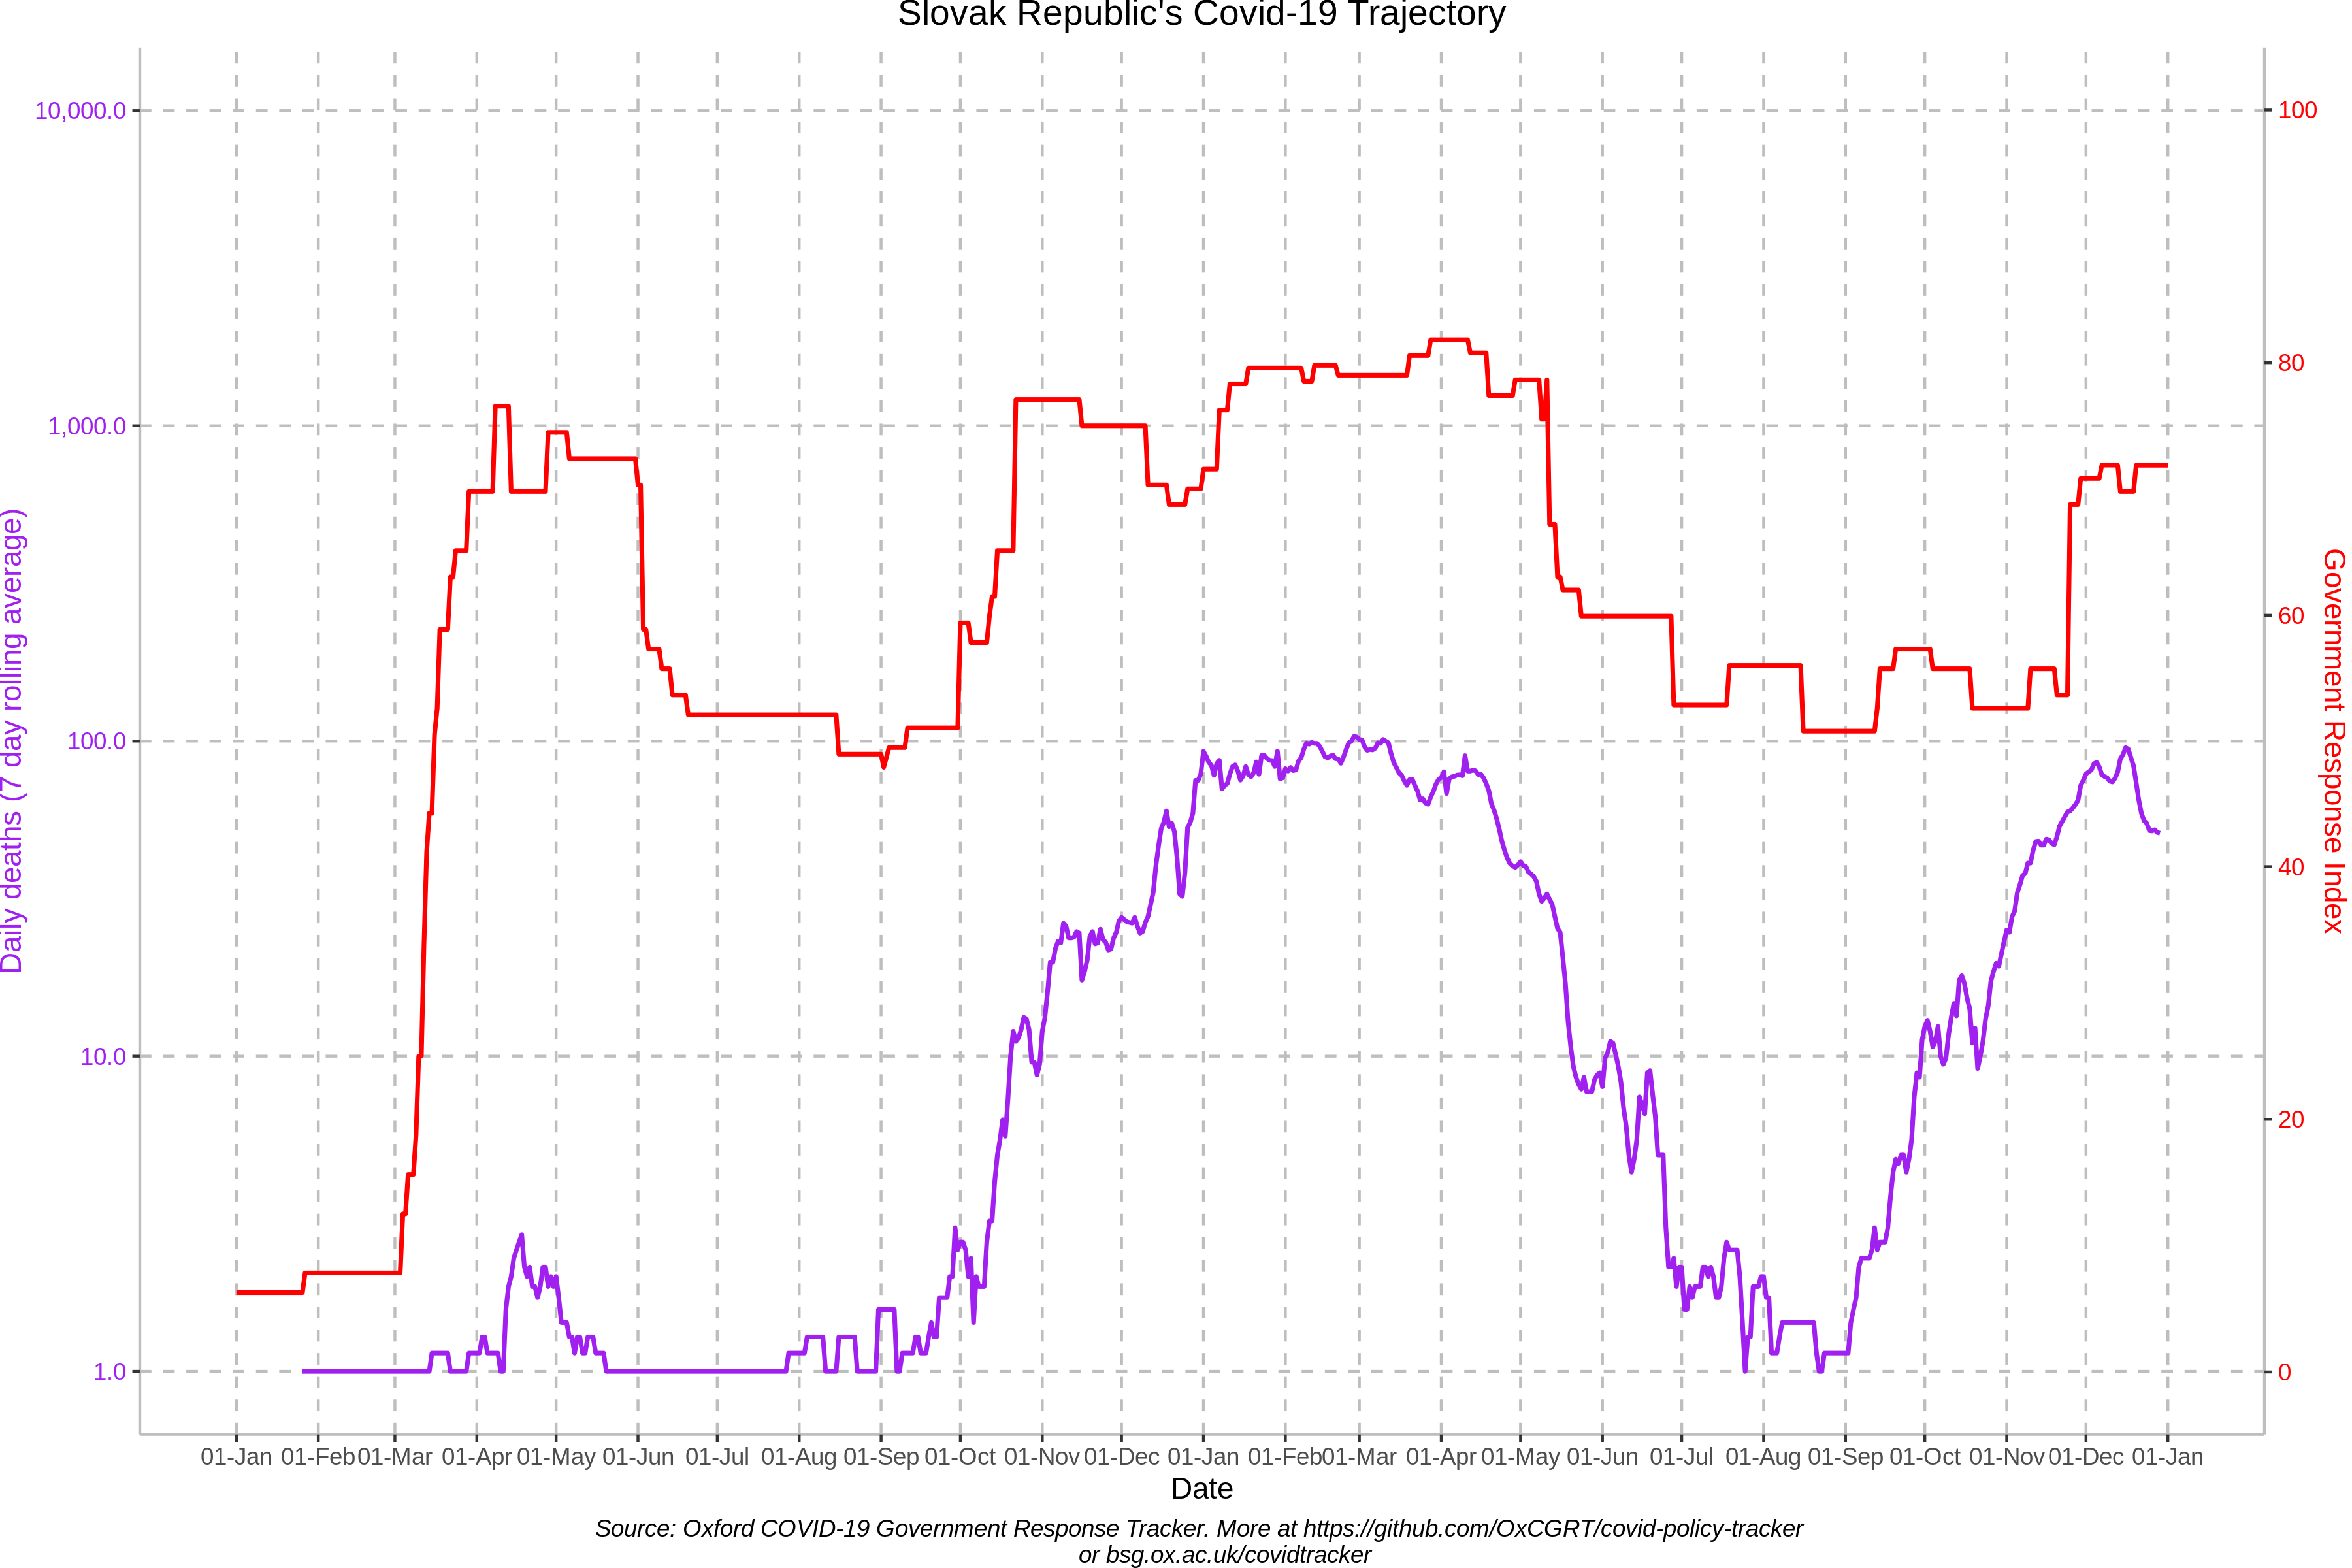 Slovak Republic's Covid-19 Trajectory
10,000.0
1,000.0
100.0
10.0
1.0
Daily deaths (7 day rolling average)
100
80
60
40
20
0
Government Response Index
01-Jan 01-Feb 01-Mar 01-Apr 01-May 01-Jun 01-Jul 01-Aug 01-Sep 01-Oct 01-Nov 01-Dec 01-Jan 01-Feb 01-Mar 01-Apr 01-May 01-Jun 01-Jul 01-Aug 01-Sep 01-Oct 01-Nov 01-Dec 01-Jan
Date
Source: Oxford COVID-19 Government Response Tracker. More at https://github.com/OxCGRT/covid-policy-tracker
or bsg.ox.ac.uk/covidtracker